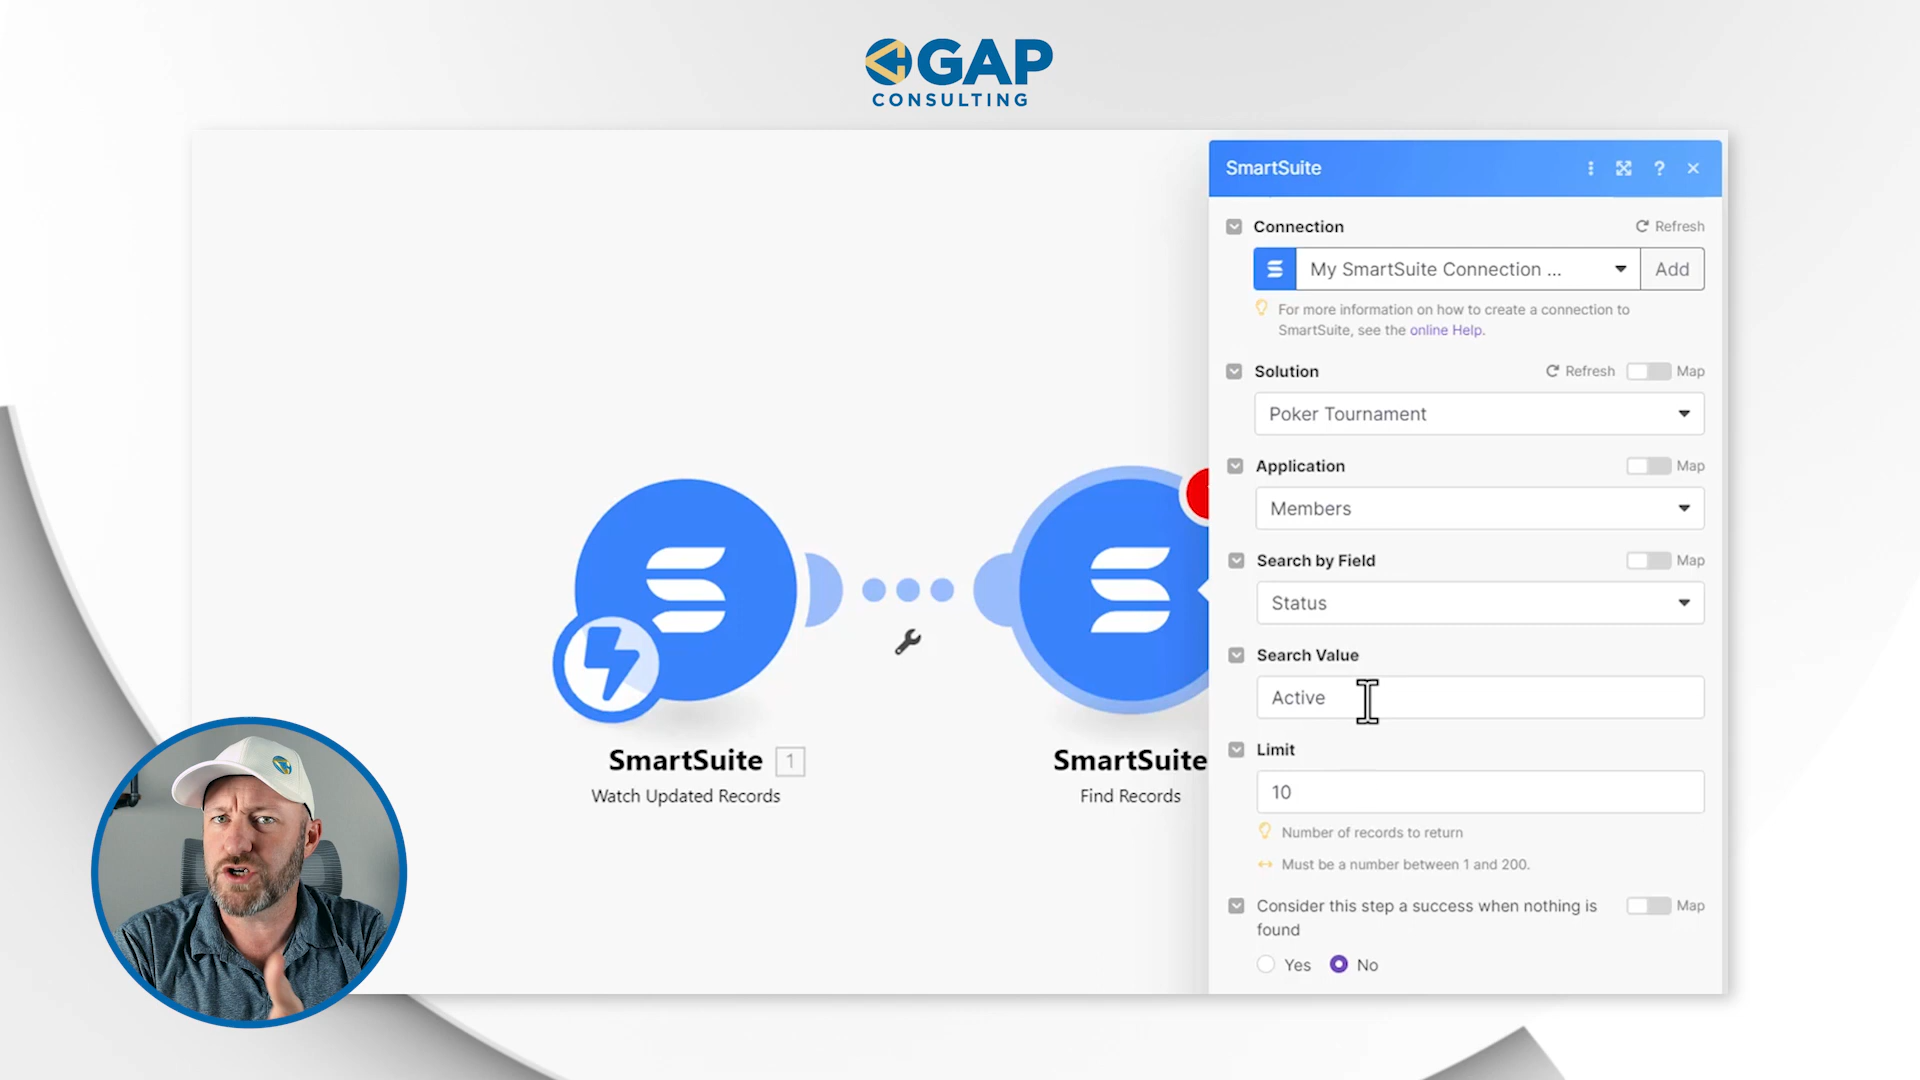 GAP
CONSULTING
SmartSuite
?
Connection
Refresh
My SmartSuite Connection ...
Add
For more information on how to create a connection to
SmartSuite, see the online Help.
Solution
Refresh
Map
Poker Tournament
Application
Map
Members
Search by Field
Map
Status
Search Value
Active
Limit
10
Number of records to return
Must be a number between 1 and 200.
Consider this step a success when nothing is
found
Map
Yes
No
SmartSuite 1
Watch Updated Records
SmartSuite
Find Records